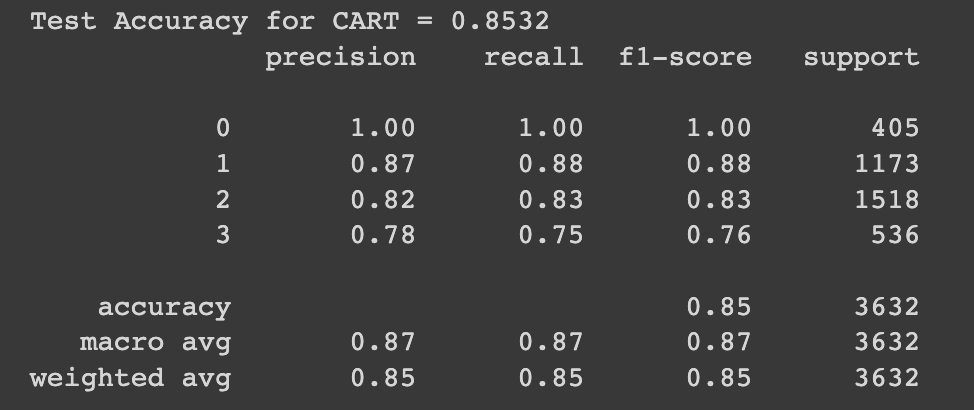 Test Accuracy for CART = 0.8532
precision recall f1-score support
0 1.00 1.00 1.00 405
1 0.87 0.88 0.88 1173
2 0.82 0.83 0.83 1518
3 0.78 0.75 0.76 536
accuracy 0.85 3632
macro avg 0.87 0.87 0.87 3632
weighted avg 0.85 0.85 0.85 3632